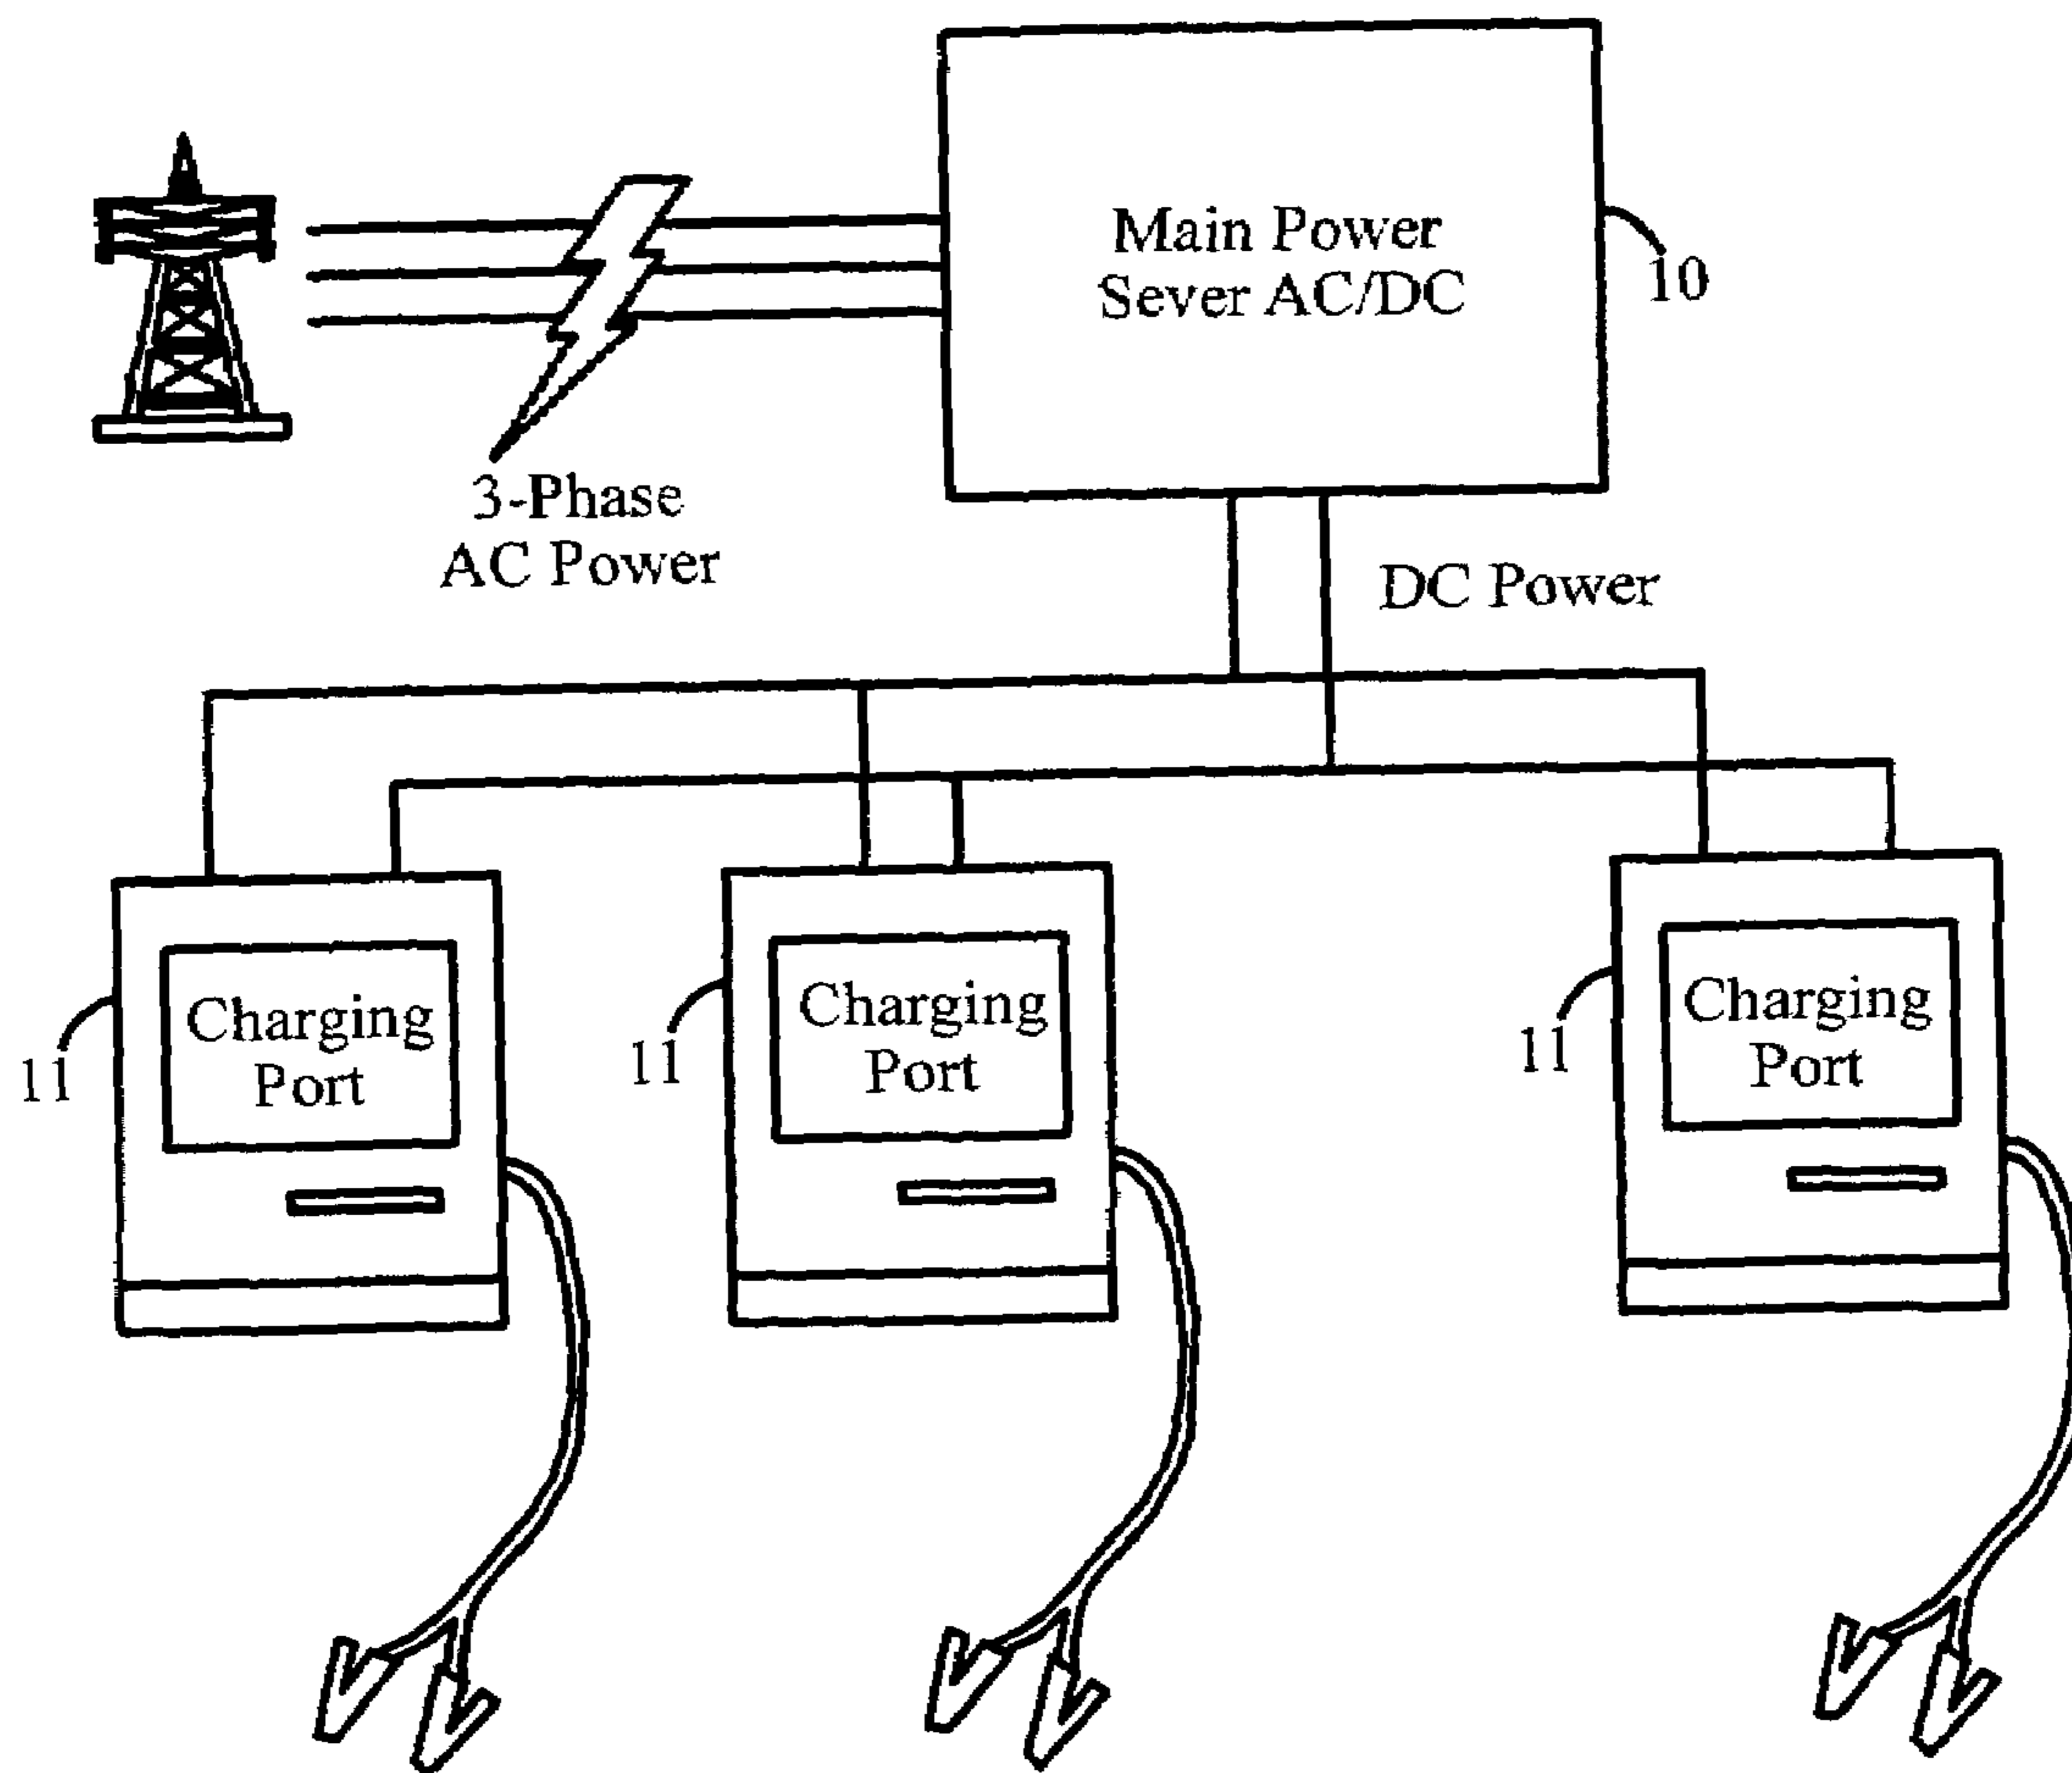 Main Power
Sever AC/DC
10
3-Phase
AC Power
DC Power
Charging
Port
11
Charging
Port
11
Charging
Port
11